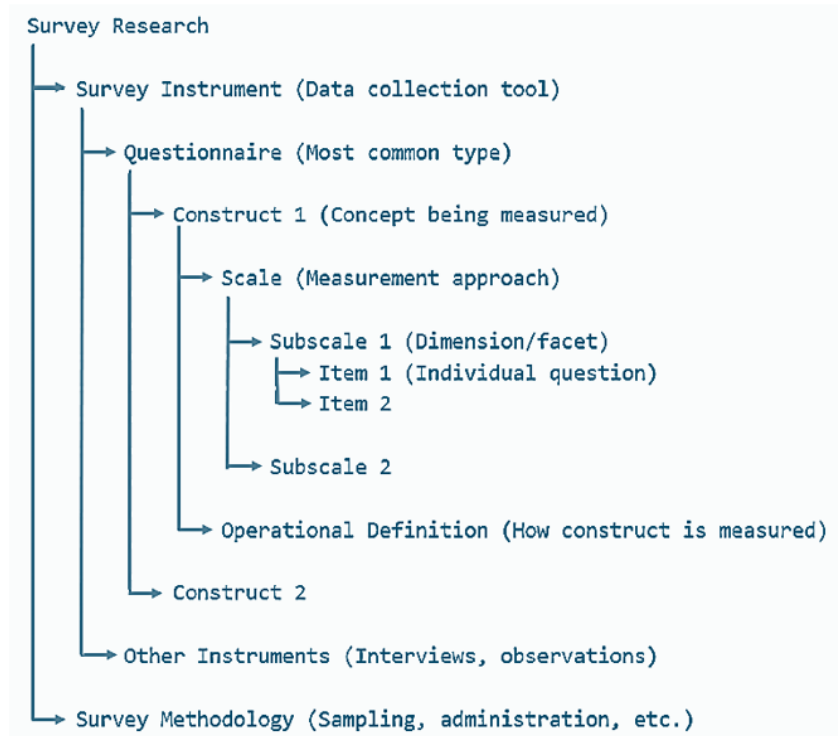 Survey Research
Survey Instrument (Data collection tool)
Questionnaire (Most common type)
Construct 1 (Concept being measured)
Scale (Measurement approach)
Subscale 1 (Dimension/facet)
Item 1 (Individual question)
Item 2
Subscale 2
Operational Definition (How construct is measured)
Construct 2
Other Instruments (Interviews, observations)
Survey Methodology (Sampling, administration, etc.)